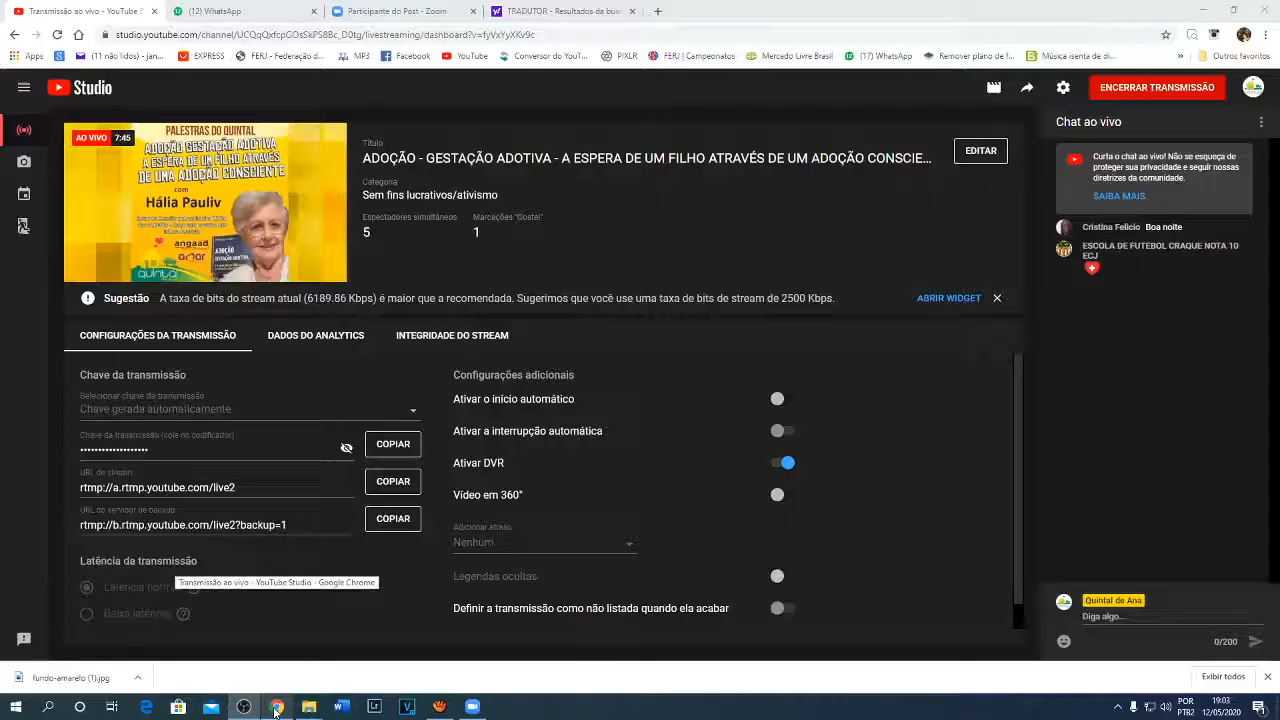 Transmissão ao vivo - YouTube S
(12) WhatsApp
Participante do Post - Zoom
TRADUTOR - Resultados da bus
studio.youtube.com/channel/
/livestreaming/dashboard?v=fyVxYyXKv9c
Apps
(11 não lidos) - jan...
EXPRESS
FERJ - Federação d...
MP3
Facebook
YouTube
Conversor do YouT...
PIXLR
FERJ | Campeonatos
Mercado Livre Brasil
(17) WhatsApp
Remover plano de f...
Música isenta de d...
Outros favoritos
Studio
ENCERRAR TRANSMISSÃO
AO VIVO 7:45
PALESTRAS DO QUINTAL
ADOÇÃO GESTAÇÃO ADOTIVA
A ESPERA DE UM FILHO ATRAVÉS
DE UMA ADOÇÃO CONSCIENTE
com
Hália Pauliv
angaad
quintal
ADOÇÃO
GESTAÇÃO ADOTIVA
Título
ADOÇÃO - GESTAÇÃO ADOTIVA - A ESPERA DE UM FILHO ATRAVÉS DE UM ADOÇÃO CONSCIE...
EDITAR
Categoria
Sem fins lucrativos/ativismo
Espectadores simultâneos
5
Marcações "Gostei"
1
Sugestão A taxa de bits do stream atual (6189.86 Kbps) é maior que a recomendada. Sugerimos que você use uma taxa de bits de stream de 2500 Kbps.
ABRIR WIDGET
CONFIGURAÇÕES DA TRANSMISSÃO
DADOS DO ANALYTICS
INTEGRIDADE DO STREAM
Chave da transmissão
Selecionar chave da transmissão
Chave gerada automaticamente
Chave da transmissão (cole no codificador)
COPIAR
URL do stream
rtmp://a.rtmp.youtube.com/live2
COPIAR
URL do servidor de backup
rtmp://b.rtmp.youtube.com/live2?backup=1
COPIAR
Latência da transmissão
Latência norm
Transmissão ao vivo - YouTube Studio - Google Chrome
Baixa latência
Configurações adicionais
Ativar o início automático
Ativar a interrupção automática
Ativar DVR
Vídeo em 360°
Adicionar atraso
Nenhum
Legendas ocultas
Definir a transmissão como não listada quando ela acabar
Chat ao vivo
Curta o chat ao vivo! Não se esqueça de
proteger sua privacidade e seguir nossas
diretrizes da comunidade.
SAIBA MAIS
Cristina Felicio Boa noite
ESCOLA DE FUTEBOL CRAQUE NOTA 10
ECJ
Quintal de Ana
Diga algo...
0/200
fundo-amarelo (1).jpg
Exibir todos
POR
PTB2
19:03
12/05/2020